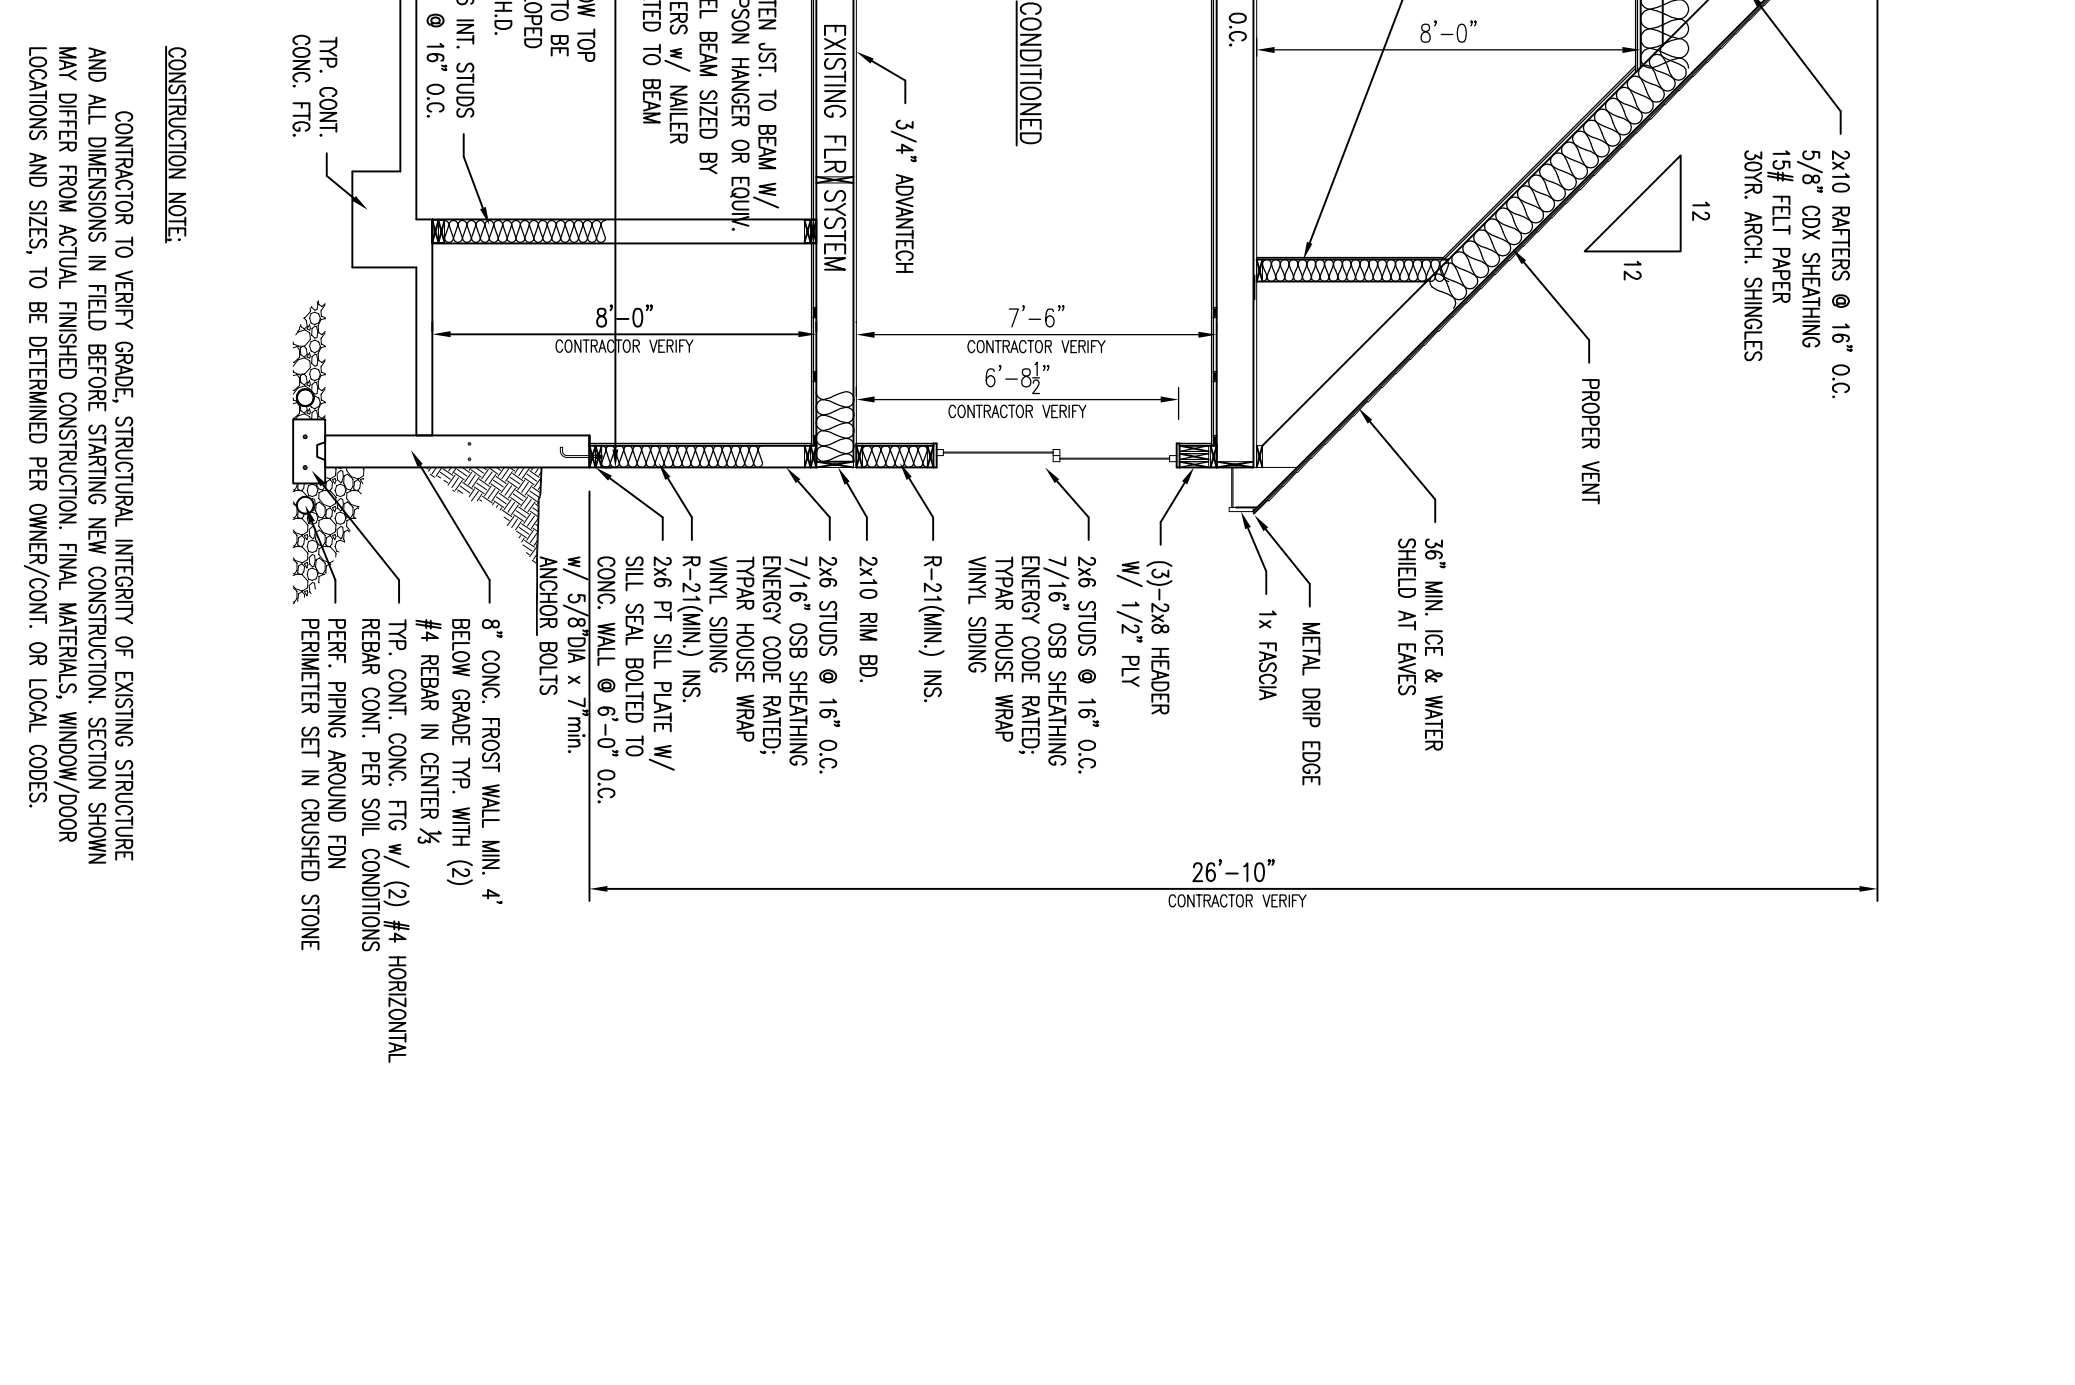 2x10 RAFTERS @ 16" O.C.
5/8" CDX SHEATHING
15# FELT PAPER
30YR. ARCH. SHINGLES
12
12
PROPER VENT
36" MIN. ICE & WATER
SHIELD AT EAVES
METAL DRIP EDGE
1x FASCIA
8'-0"
O.C.
(3)-2x8 HEADER
W/ 1/2" PLY
2x6 STUDS @ 16" O.C.
7/16" OSB SHEATHING
ENERGY CODE RATED;
TYPAR HOUSE WRAP
VINYL SIDING
CONDITIONED
7'-6"
CONTRACTOR VERIFY
6'-8½"
CONTRACTOR VERIFY
R-21(MIN.) INS.
3/4" ADVANTECH
2x10 RIM BD.
EXISTING FLR SYSTEM
2x6 STUDS @ 16" O.C.
7/16" OSB SHEATHING
ENERGY CODE RATED;
TYPAR HOUSE WRAP
VINYL SIDING
R-21(MIN.) INS.
2x6 PT SILL PLATE W/
SILL SEAL BOLTED TO
CONC. WALL @ 6'-0" O.C.
w/ 5/8"DIA x 7"min.
ANCHOR BOLTS
TEN JST. TO BEAM W/
PSON HANGER OR EQUIV.
EL BEAM SIZED BY
ERS w/ NAILER
TED TO BEAM
8'-0"
CONTRACTOR VERIFY
OW TOP
TO BE
LOPED
H.D.
INT. STUDS
@ 16" O.C.
8" CONC. FROST WALL MIN. 4'
BELOW GRADE TYP. WITH (2)
#4 REBAR IN CENTER ⅓
TYP. CONT. CONC. FTG w/ (2) #4 HORIZONTAL
REBAR CONT. PER SOIL CONDITIONS
PERF. PIPING AROUND FDN
PERIMETER SET IN CRUSHED STONE
TYP. CONT.
CONC. FTG.
26'-10"
CONTRACTOR VERIFY
CONSTRUCTION NOTE:
CONTRACTOR TO VERIFY GRADE, STRUCTURAL INTEGRITY OF EXISTING STRUCTURE
AND ALL DIMENSIONS IN FIELD BEFORE STARTING NEW CONSTRUCTION. SECTION SHOWN
MAY DIFFER FROM ACTUAL FINISHED CONSTRUCTION. FINAL MATERIALS, WINDOW/DOOR
LOCATIONS AND SIZES, TO BE DETERMINED PER OWNER/CONT. OR LOCAL CODES.